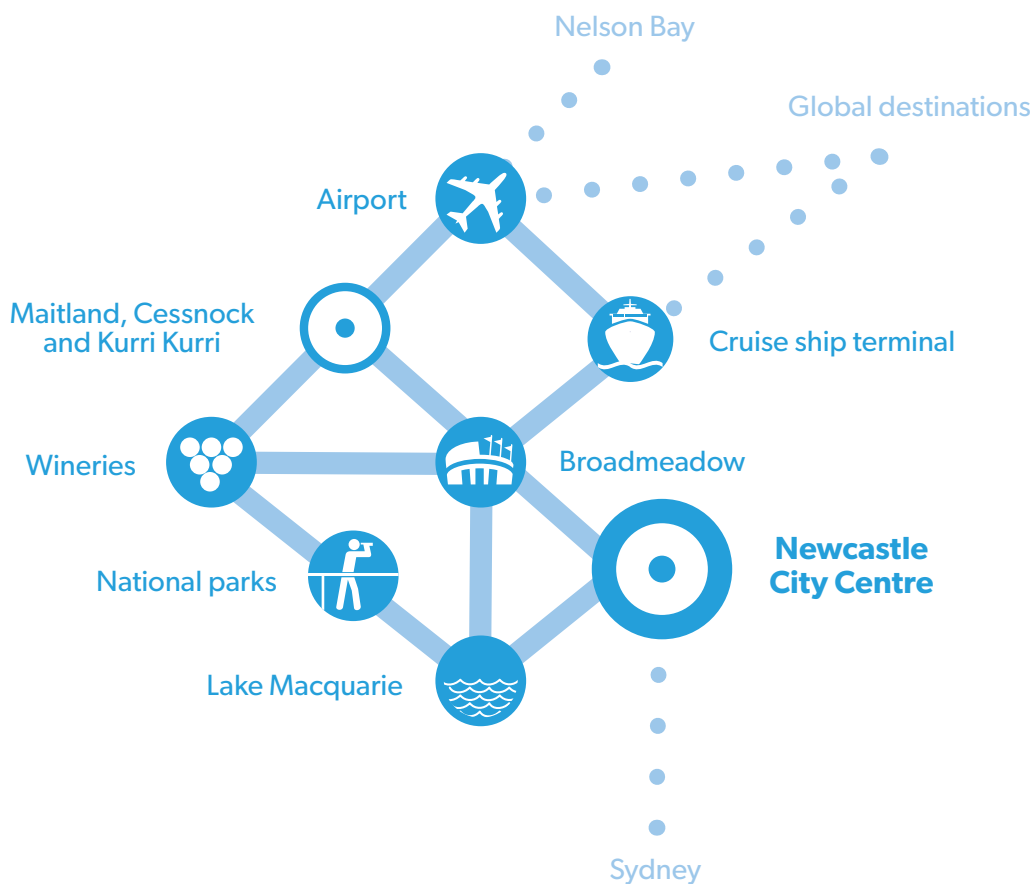 Nelson Bay
Global destinations
Airport
Maitland, Cessnock
and Kurri Kurri
Cruise ship terminal
Wineries
Broadmeadow
Newcastle
City Centre
National parks
Lake Macquarie
Sydney